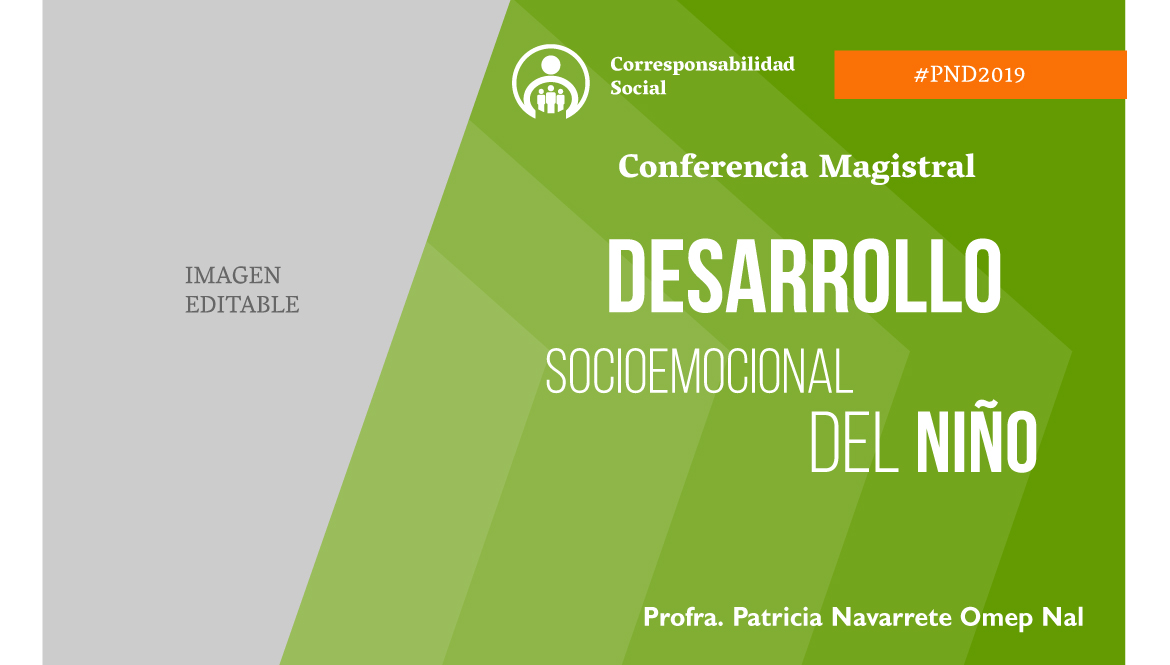 IMAGEN
EDITABLE
Corresponsabilidad
Social
#PND2019
Conferencia Magistral
DESARROLLO
SOCIOEMOCIONAL
DEL NIÑO
Profra. Patricia Navarrete Omep Nal